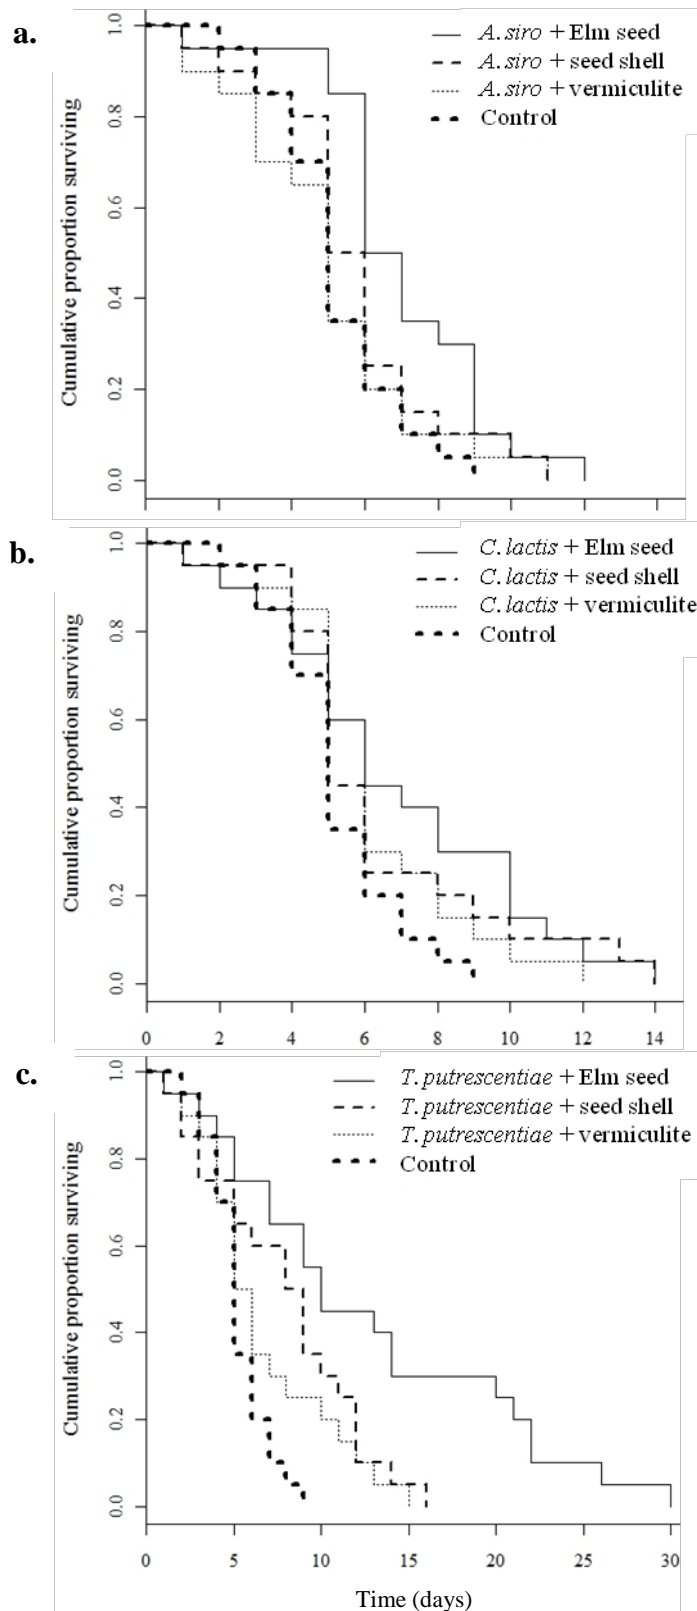 a.
A. siro + Elm seed
A. siro + seed shell
A. siro + vermiculite
Control
Cumulative proportion surviving
1.0
0.8
0.6
0.4
0.2
0.0
b.
C. lactis + Elm seed
C. lactis + seed shell
C. lactis + vermiculite
Control
Cumulative proportion surviving
1.0
0.8
0.6
0.4
0.2
0.0
0 2 4 6 8 10 12 14
c.
T. putrescentiae + Elm seed
T. putrescentiae + seed shell
T. putrescentiae + vermiculite
Control
Cumulative proportion surviving
1.0
0.8
0.6
0.4
0.2
0.0
0 5 10 15 20 25 30
Time (days)